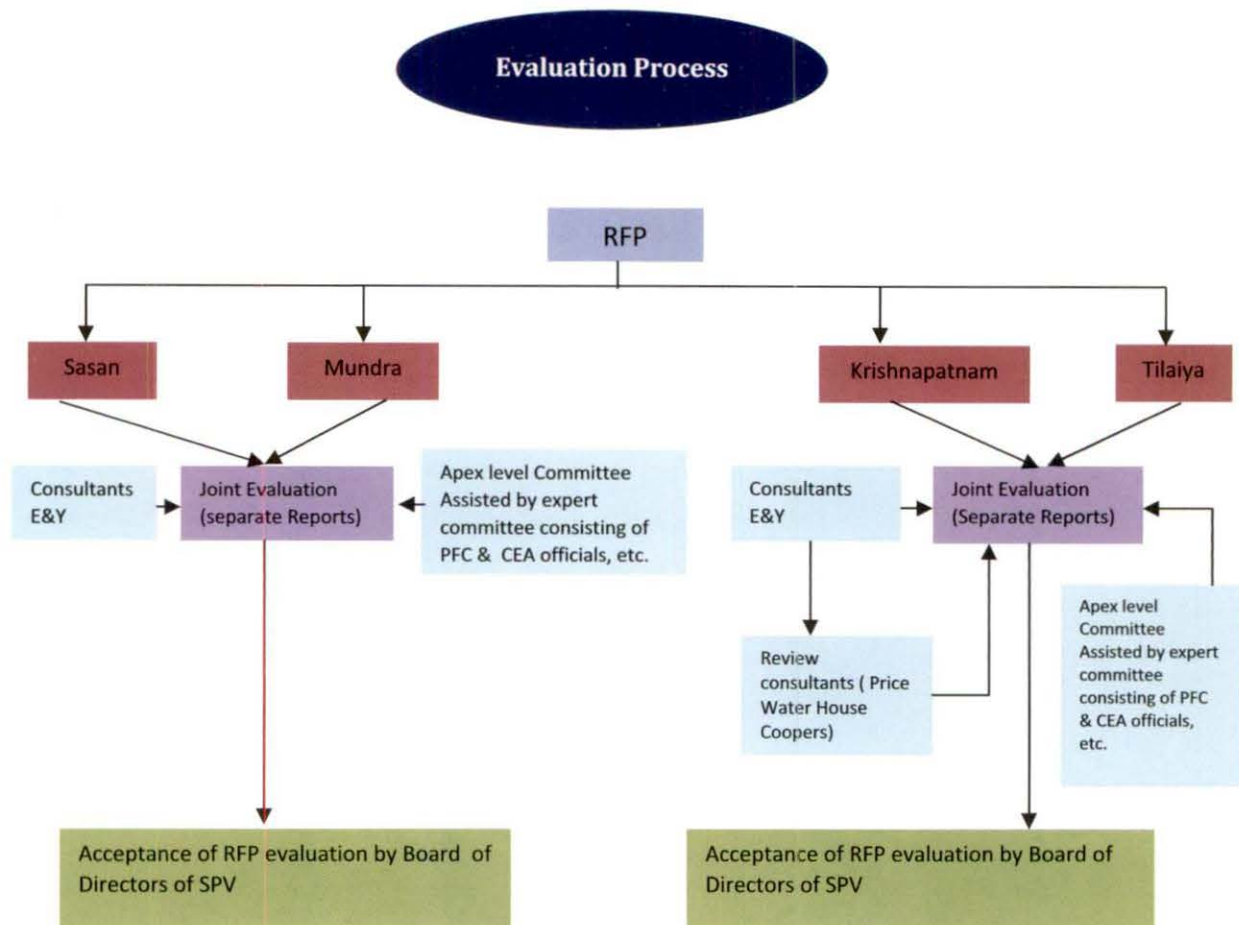 Evaluation Process
RFP
Sasan
Mundra
Krishnapatnam
Tilaiya
Consultants
E&Y
Joint Evaluation
(separate Reports)
Apex level Committee
Assisted by expert
committee consisting of
PFC & CEA officials, etc.
Consultants
E&Y
Joint Evaluation
(Separate Reports)
Review
consultants ( Price
Water House
Coopers)
Apex level
Committee
Assisted by expert
committee
consisting of PFC
& CEA officials,
etc.
Acceptance of RFP evaluation by Board of
Directors of SPV
Acceptance of RFP evaluation by Board of
Directors of SPV